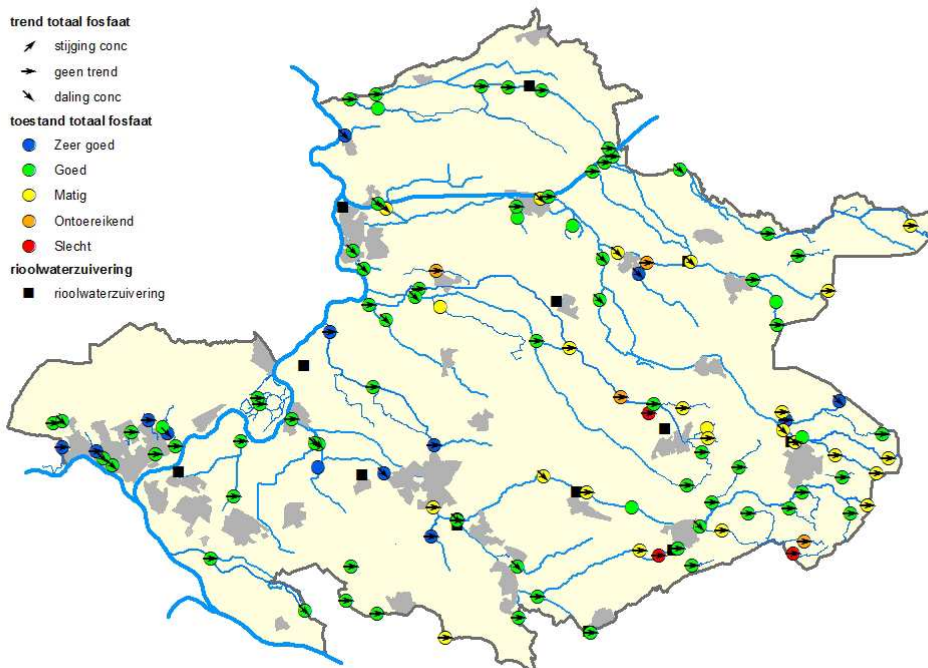 trend totaal fosfaat
stijging conc
geen trend
daling conc
toestand totaal fosfaat
Zeer goed
Goed
Matig
Ontoereikend
Slecht
rioolwaterzuivering
rioolwaterzuivering